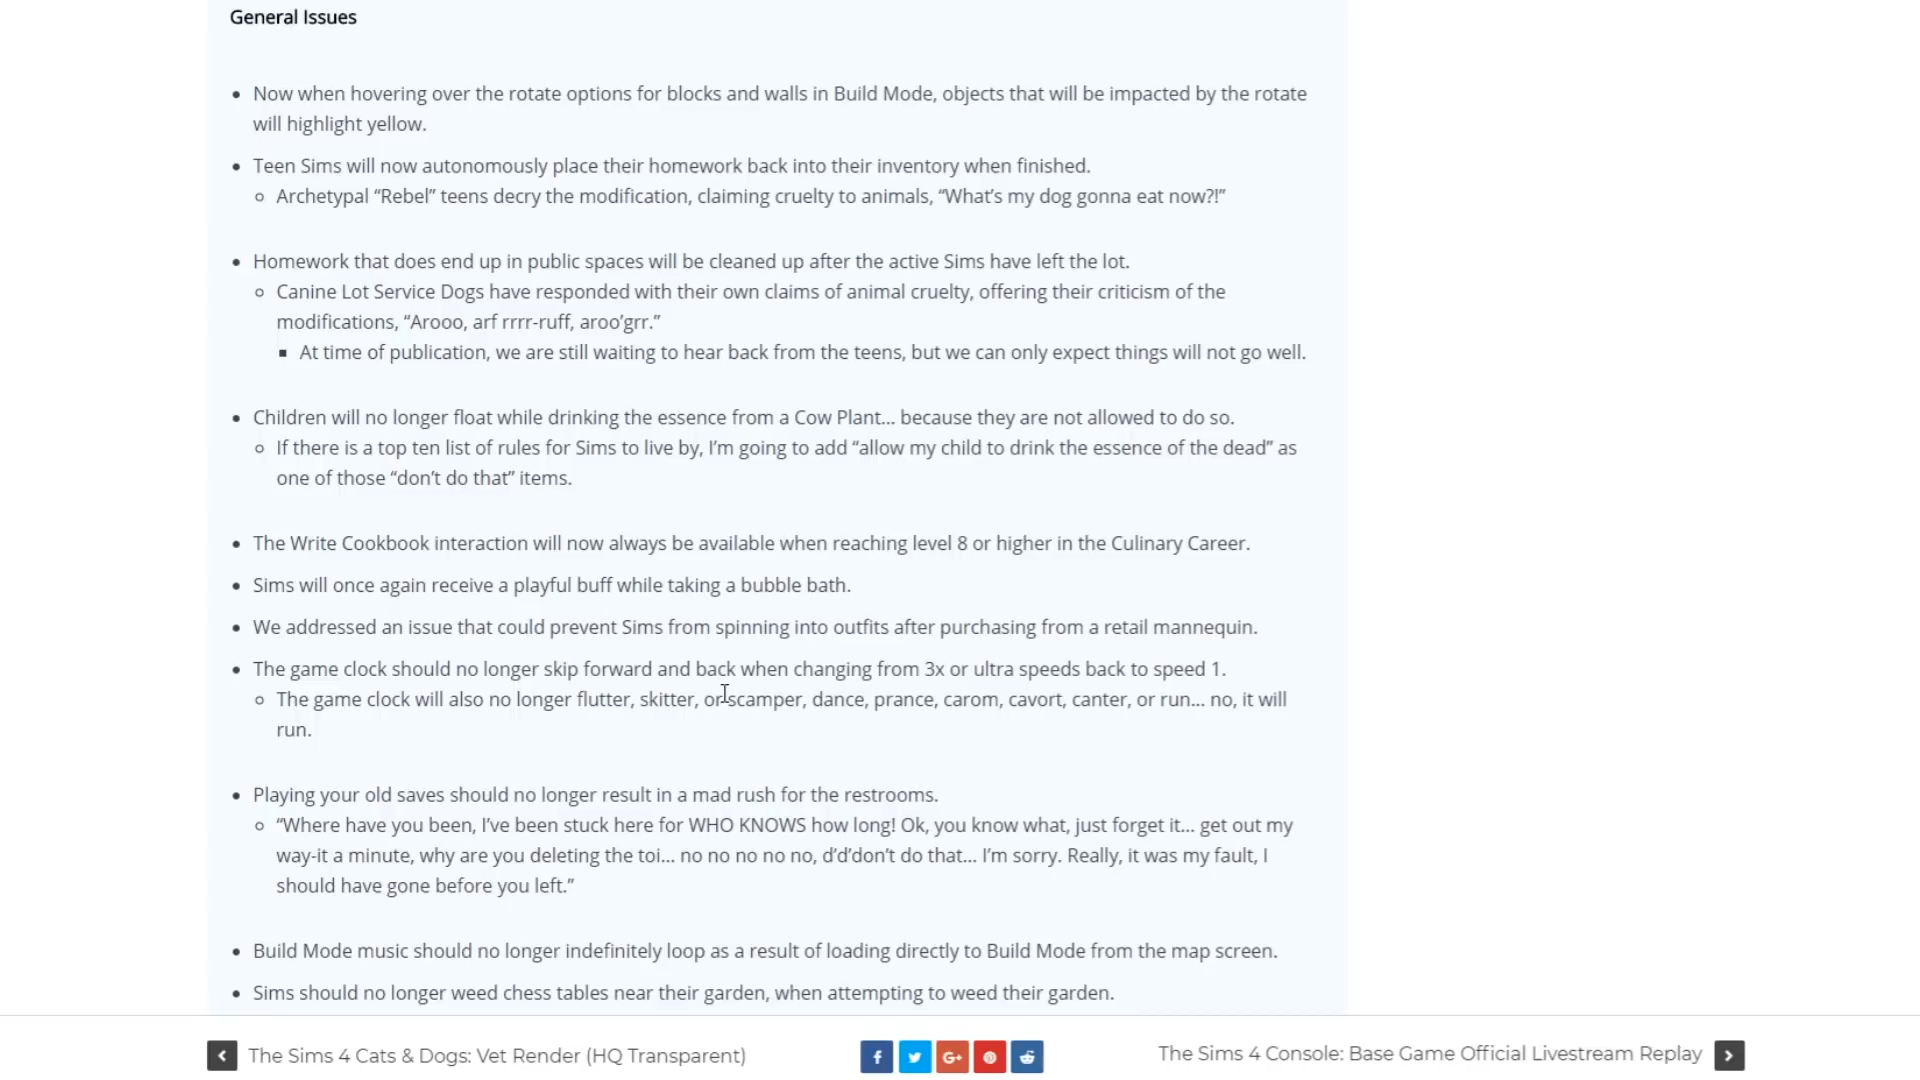 General Issues
Now when hovering over the rotate options for blocks and walls in Build Mode, objects that will be impacted by the rotate
will highlight yellow.
Teen Sims will now autonomously place their homework back into their inventory when finished.
Archetypal “Rebel” teens decry the modification, claiming cruelty to animals, “What’s my dog gonna eat now?!”
Homework that does end up in public spaces will be cleaned up after the active Sims have left the lot.
Canine Lot Service Dogs have responded with their own claims of animal cruelty, offering their criticism of the
modifications, “Arooo, arf rrrr-ruff, aroo’grr.”
At time of publication, we are still waiting to hear back from the teens, but we can only expect things will not go well.
Children will no longer float while drinking the essence from a Cow Plant… because they are not allowed to do so.
If there is a top ten list of rules for Sims to live by, I’m going to add “allow my child to drink the essence of the dead” as
one of those “don’t do that” items.
The Write Cookbook interaction will now always be available when reaching level 8 or higher in the Culinary Career.
Sims will once again receive a playful buff while taking a bubble bath.
We addressed an issue that could prevent Sims from spinning into outfits after purchasing from a retail mannequin.
The game clock should no longer skip forward and back when changing from 3x or ultra speeds back to speed 1.
The game clock will also no longer flutter, skitter, or scamper, dance, prance, carom, cavort, canter, or run… no, it will
run.
Playing your old saves should no longer result in a mad rush for the restrooms.
“Where have you been, I’ve been stuck here for WHO KNOWS how long! Ok, you know what, just forget it… get out my
way-it a minute, why are you deleting the toi… no no no no no, d’d’don’t do that… I’m sorry. Really, it was my fault, I
should have gone before you left.”
Build Mode music should no longer indefinitely loop as a result of loading directly to Build Mode from the map screen.
Sims should no longer weed chess tables near their garden, when attempting to weed their garden.
The Sims 4 Cats & Dogs: Vet Render (HQ Transparent)
G+
The Sims 4 Console: Base Game Official Livestream Replay